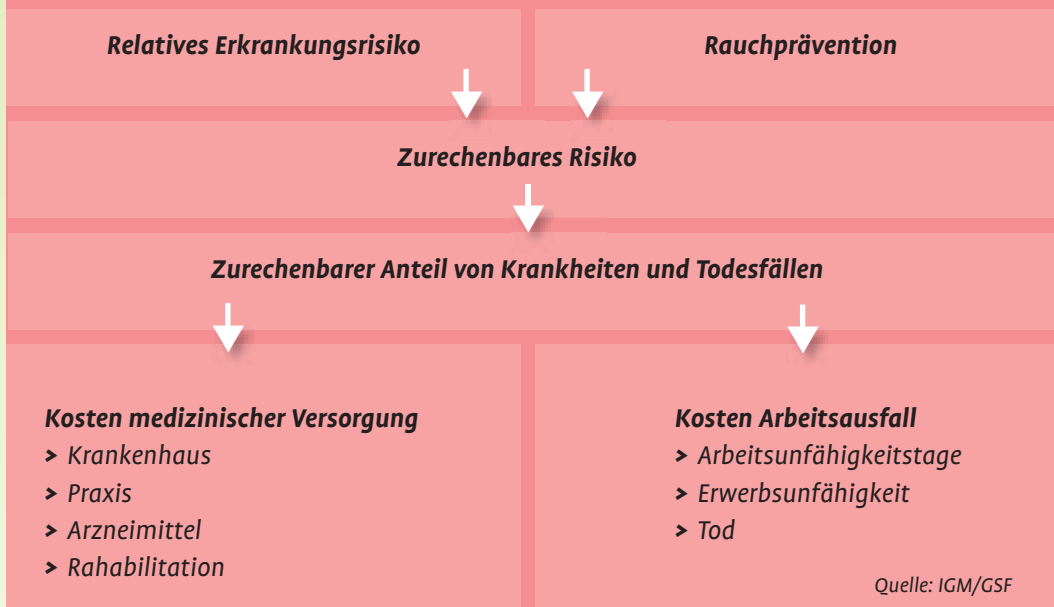 Relatives Erkrankungsrisiko
Rauchprävention
Zurechenbares Risiko
Zurechenbarer Anteil von Krankheiten und Todesfällen
Kosten medizinischer Versorgung
> Krankenhaus
> Praxis
> Arzneimittel
> Rahabilitation
Kosten Arbeitsausfall
> Arbeitsunfähigkeitstage
> Erwerbsunfähigkeit
> Tod
Quelle: IGM/GSF